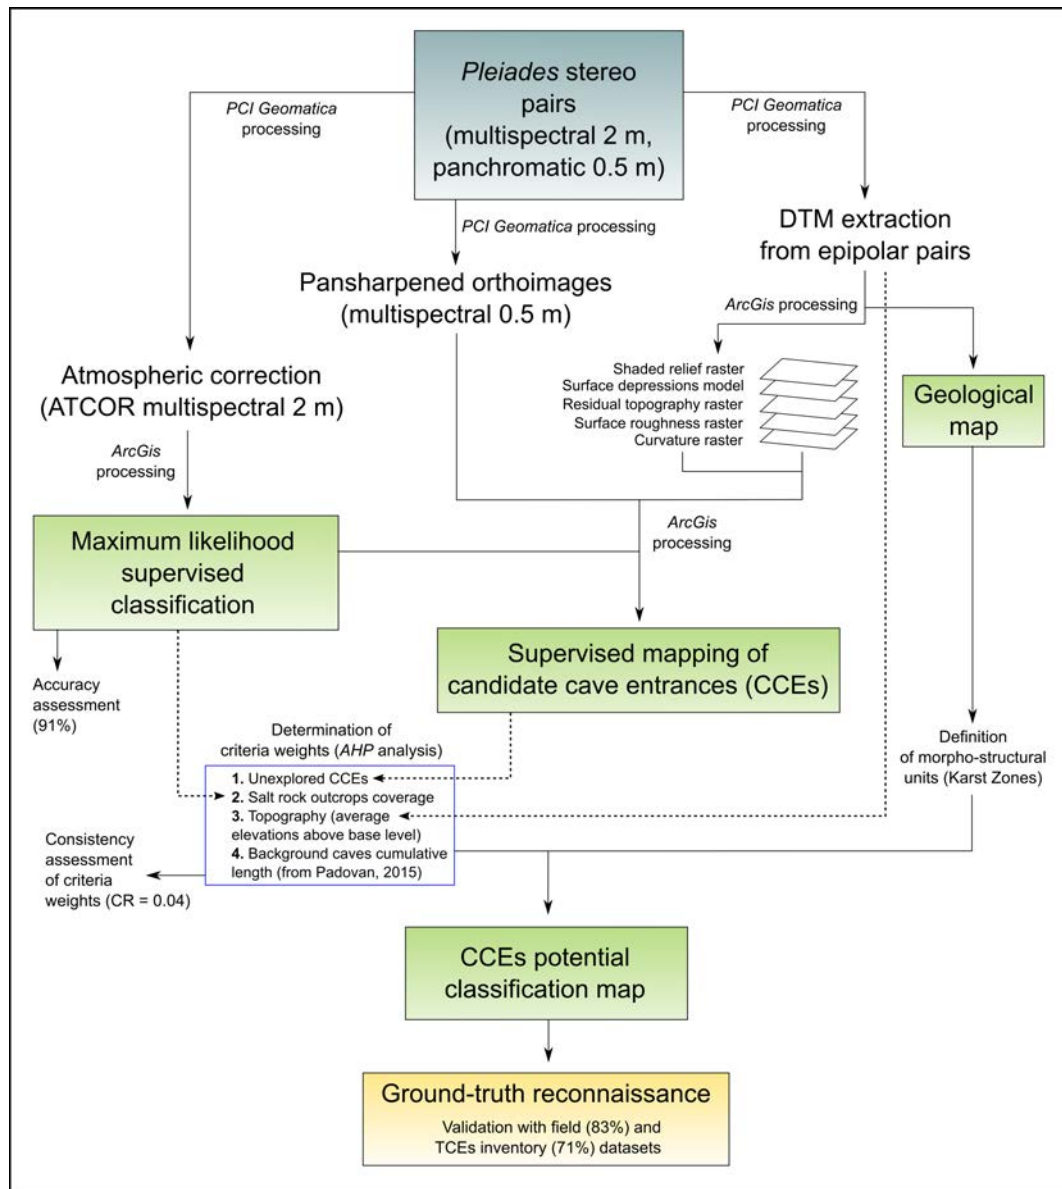 Pleiades stereo
pairs
(multispectral 2 m,
panchromatic 0.5 m)
PCI Geomatica
processing
PCI Geomatica
processing
PCI Geomatica processing
DTM extraction
from epipolar pairs
Pansharpened orthoimages
(multispectral 0.5 m)
ArcGis processing
Atmospheric correction
(ATCOR multispectral 2 m)
Shaded relief raster
Surface depressions model
Residual topography raster
Surface roughness raster
Curvature raster
Geological
map
ArcGis
processing
Maximum likelihood
supervised
classification
ArcGis
processing
Supervised mapping of
candidate cave entrances (CCEs)
Accuracy
assessment
(91%)
Determination of
criteria weights (AHP analysis)
1. Unexplored CCEs
2. Salt rock outcrops coverage
3. Topography (average
elevations above base level)
4. Background caves cumulative
length (from Padovan, 2015)
Definition
of morpho-structural
units (Karst Zones)
Consistency
assessment
of criteria
weights (CR = 0.04)
CCEs potential
classification map
Ground-truth reconnaissance
Validation with field (83%) and
TCEs inventory (71%) datasets